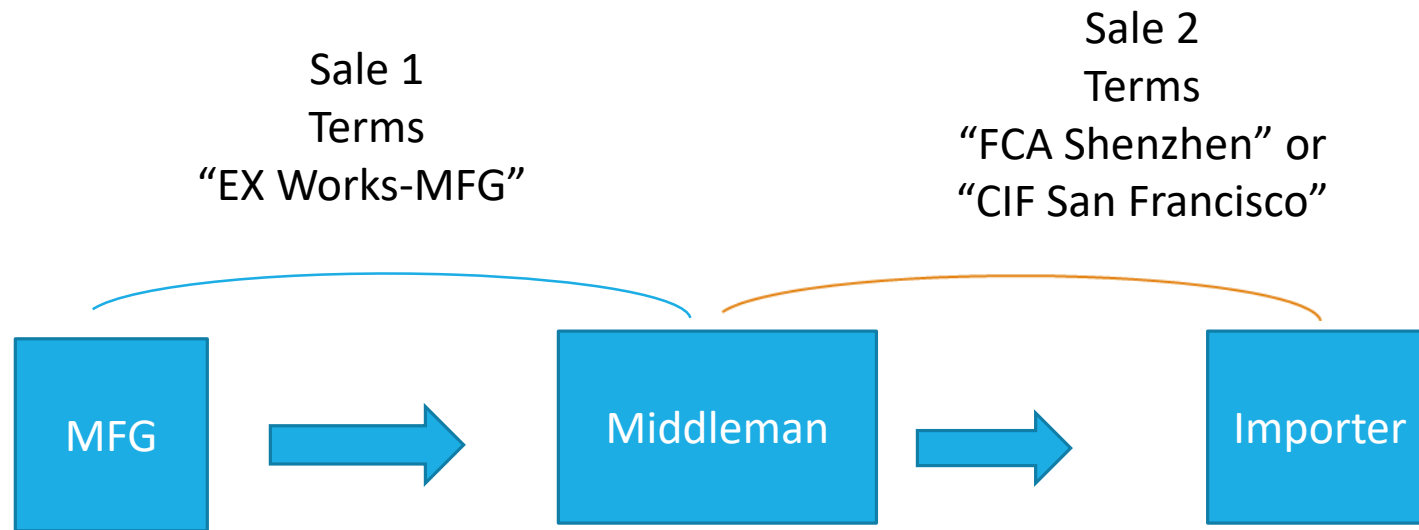 Sale 1
Terms
“EX Works-MFG”
Sale 2
Terms
“FCA Shenzhen” or
“CIF San Francisco”
MFG
Middleman
Importer